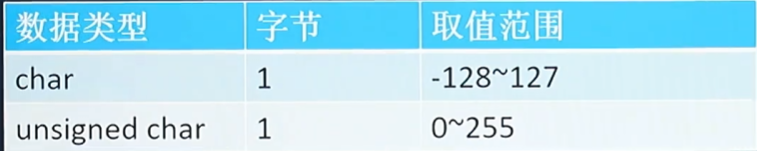 数据类型 字节 取值范围
char 1 -128~127
unsigned char 1 0~255